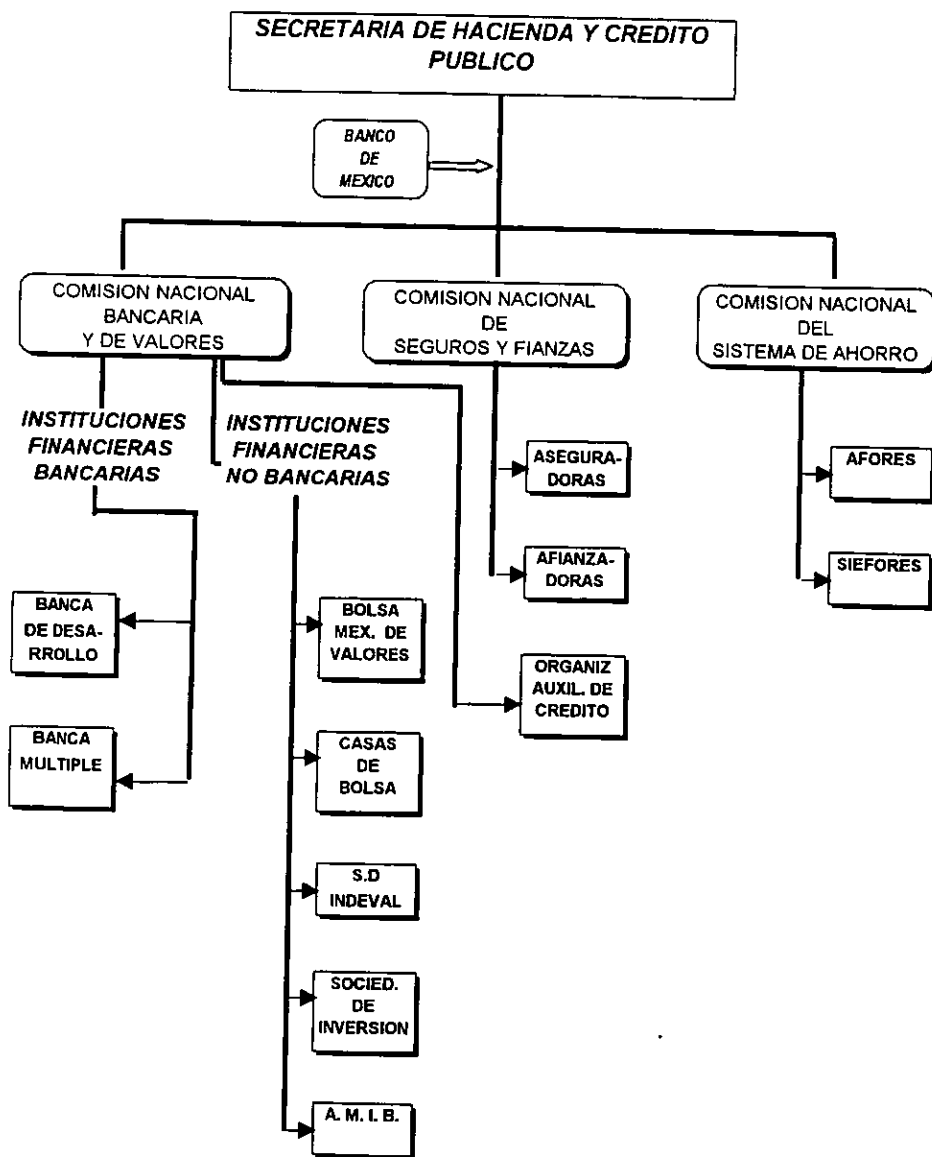 SECRETARIA DE HACIENDA Y CREDITO
PUBLICO
BANCO
DE
MEXICO
COMISION NACIONAL
BANCARIA
Y DE VALORES
COMISION NACIONAL
DE
SEGUROS Y FIANZAS
COMISION NACIONAL
DEL
SISTEMA DE AHORRO
INSTITUCIONES
FINANCIERAS
BANCARIAS
INSTITUCIONES
FINANCIERAS
NO BANCARIAS
ASEGURA-
DORAS
AFIANZA-
DORAS
AFORES
SIEFORES
BANCA
DE DESA-
RROLLO
BANCA
MULTIPLE
BOLSA
MEX. DE
VALORES
CASAS
DE
BOLSA
S.D
INDEVAL
SOCIED.
DE
INVERSION
A. M. I. B.
ORGANIZ
AUXIL. DE
CREDITO